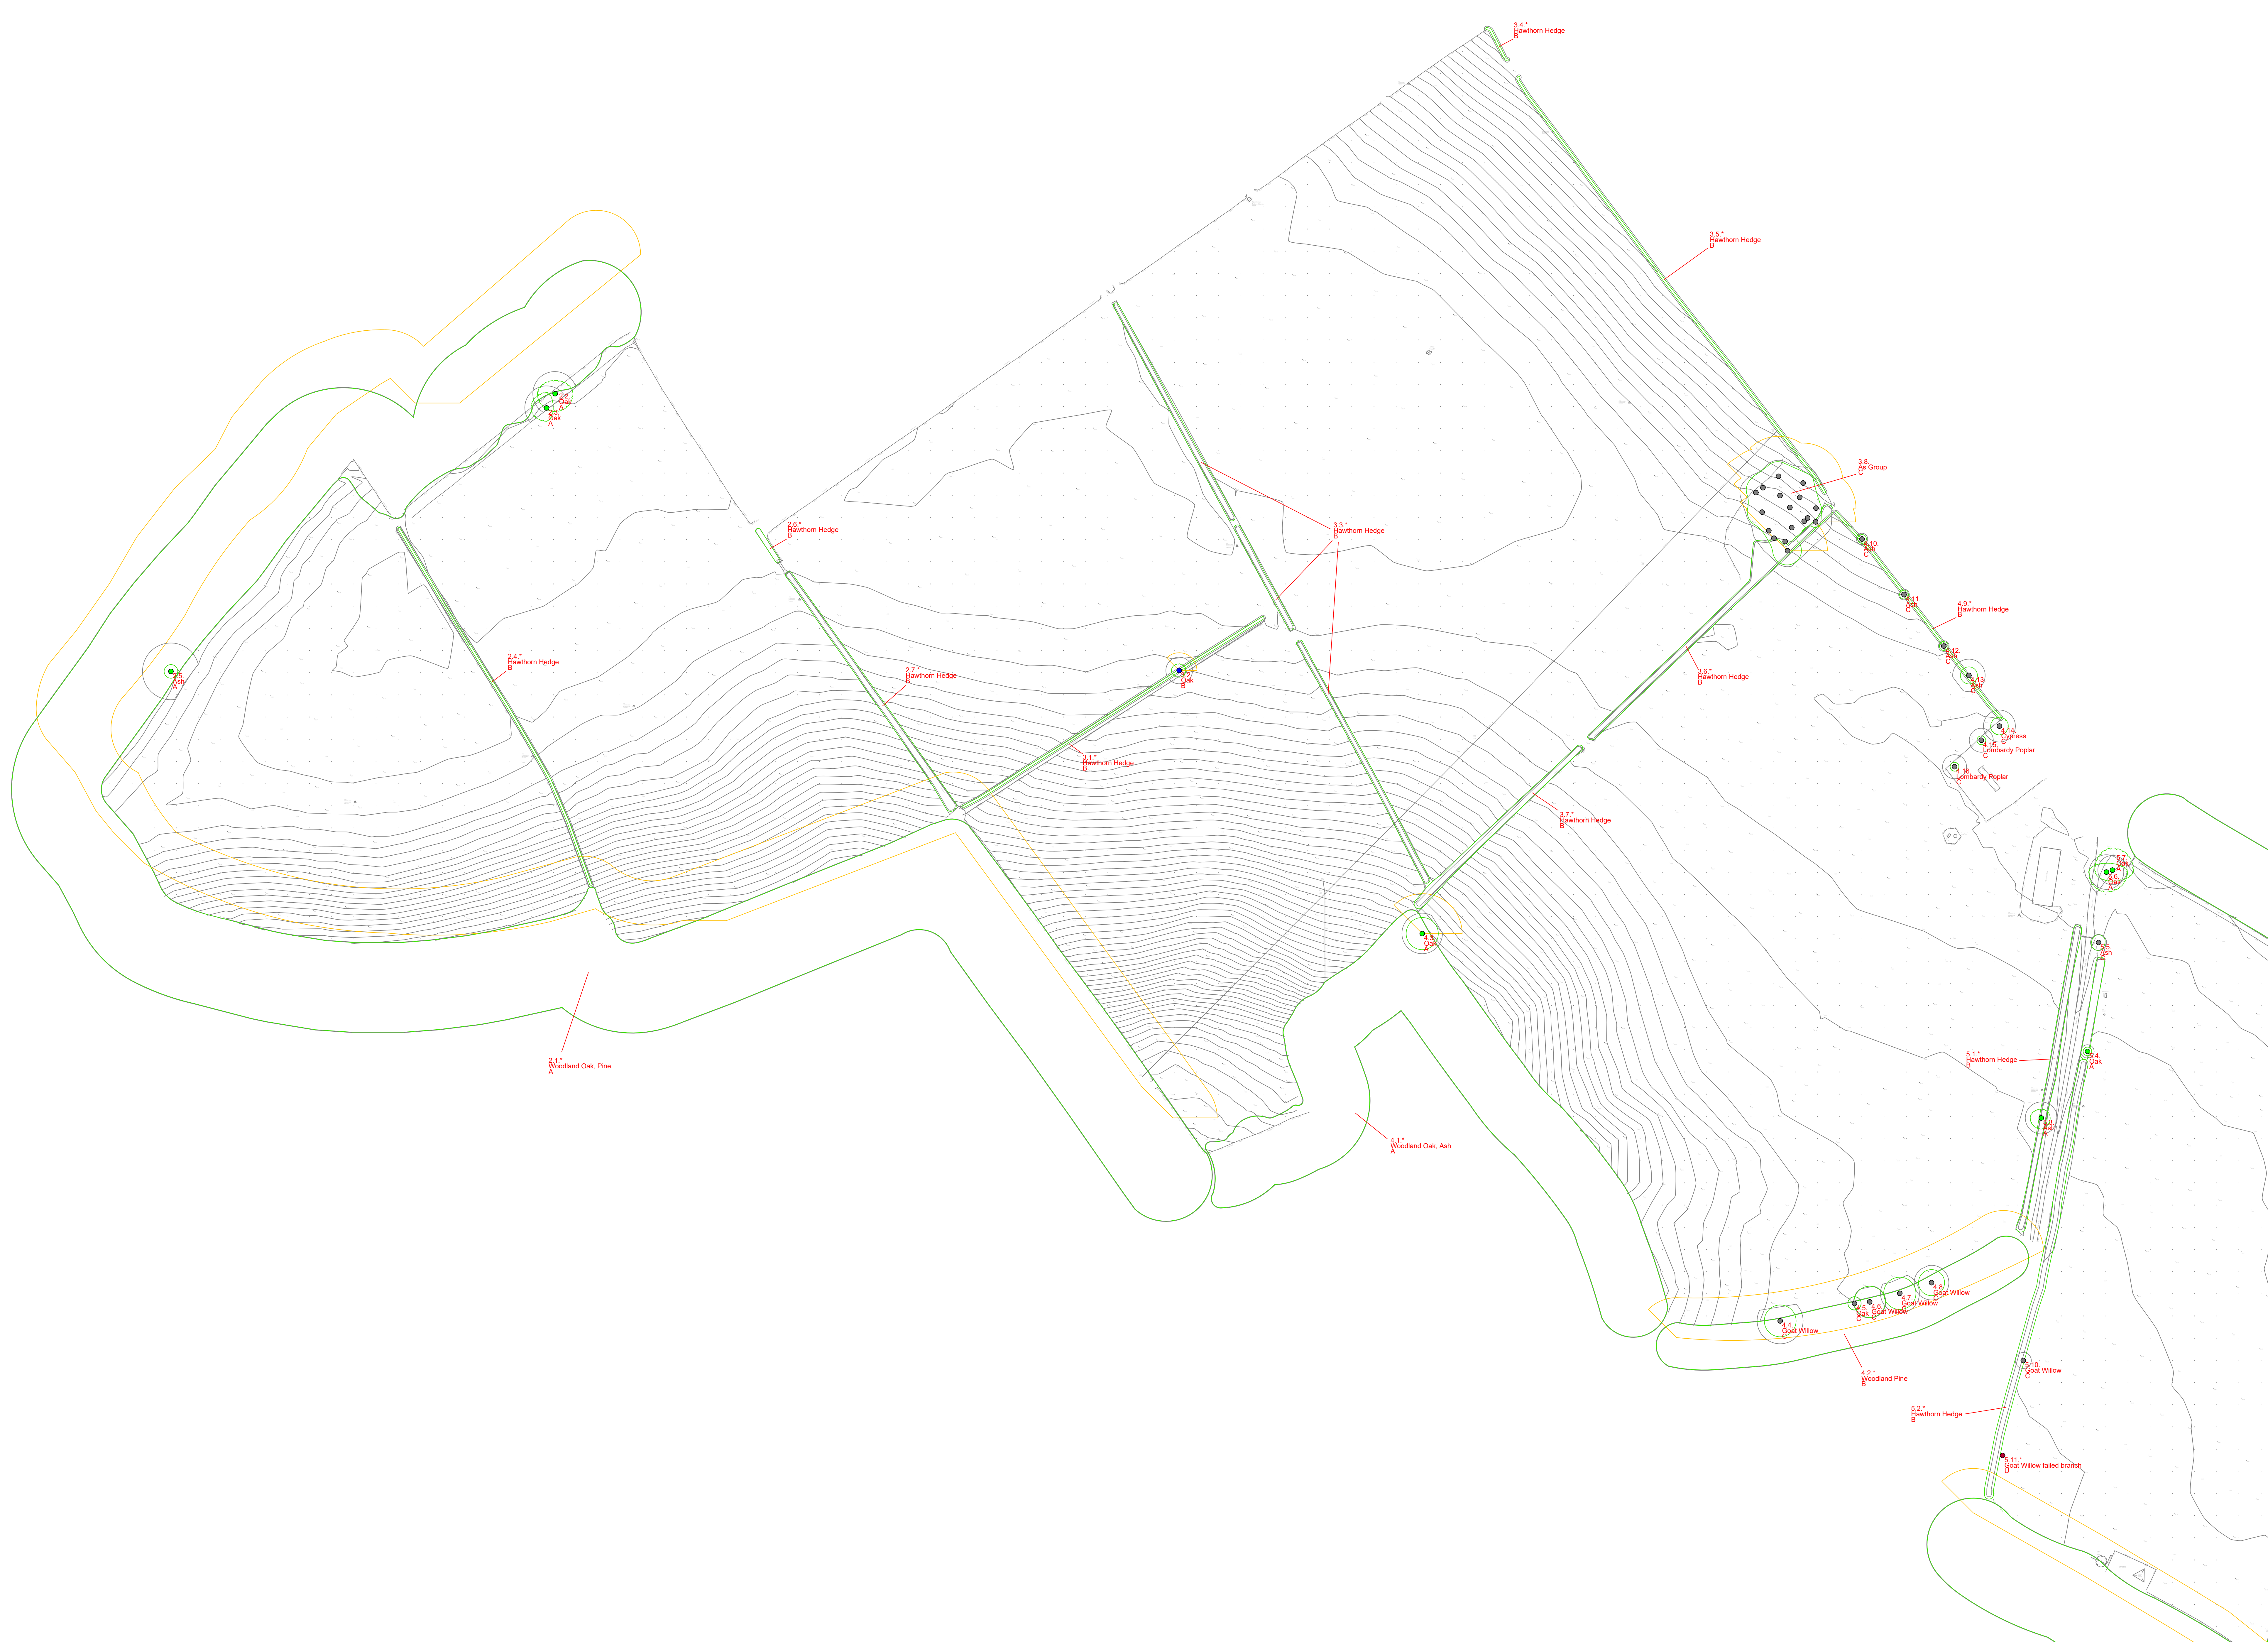 3.4.*
Hawthorn Hedge
B
3.5.*
Hawthorn Hedge
B
2.2.
Oak
A
2.3.
Oak
A
3.8.
As Group
C
2.6.*
Hawthorn Hedge
B
3.3.*
Hawthorn Hedge
B
4.10.
Ash
C
4.11.
Ash
C
4.9.*
Hawthorn Hedge
B
2.5.
Ash
A
2.4.*
Hawthorn Hedge
B
2.7.*
Hawthorn Hedge
B
3.2.
Oak
B
3.6.*
Hawthorn Hedge
B
4.12.
Ash
C
4.13.
Ash
C
4.14.
Cypress
C
4.15.
Lombardy Poplar
C
4.16.
Lombardy Poplar
C
3.1.*
Hawthorn Hedge
B
3.7.*
Hawthorn Hedge
B
5.7.
Oak
A
5.6.
Oak
A
4.3.
Oak
A
5.5.
Ash
C
2.1.*
Woodland Oak, Pine
A
5.1.*
Hawthorn Hedge
B
5.4.
Oak
A
5.3.
Ash
A
4.1.*
Woodland Oak, Ash
A
4.8.
Goat Willow
C
4.7.
Goat Willow
C
4.6.
Goat Willow
C
4.5.
Oak
C
4.4.
Goat Willow
C
4.2.*
Woodland Pine
B
5.10.
Goat Willow
C
5.2.*
Hawthorn Hedge
B
5.11.*
Goat Willow failed branch
U